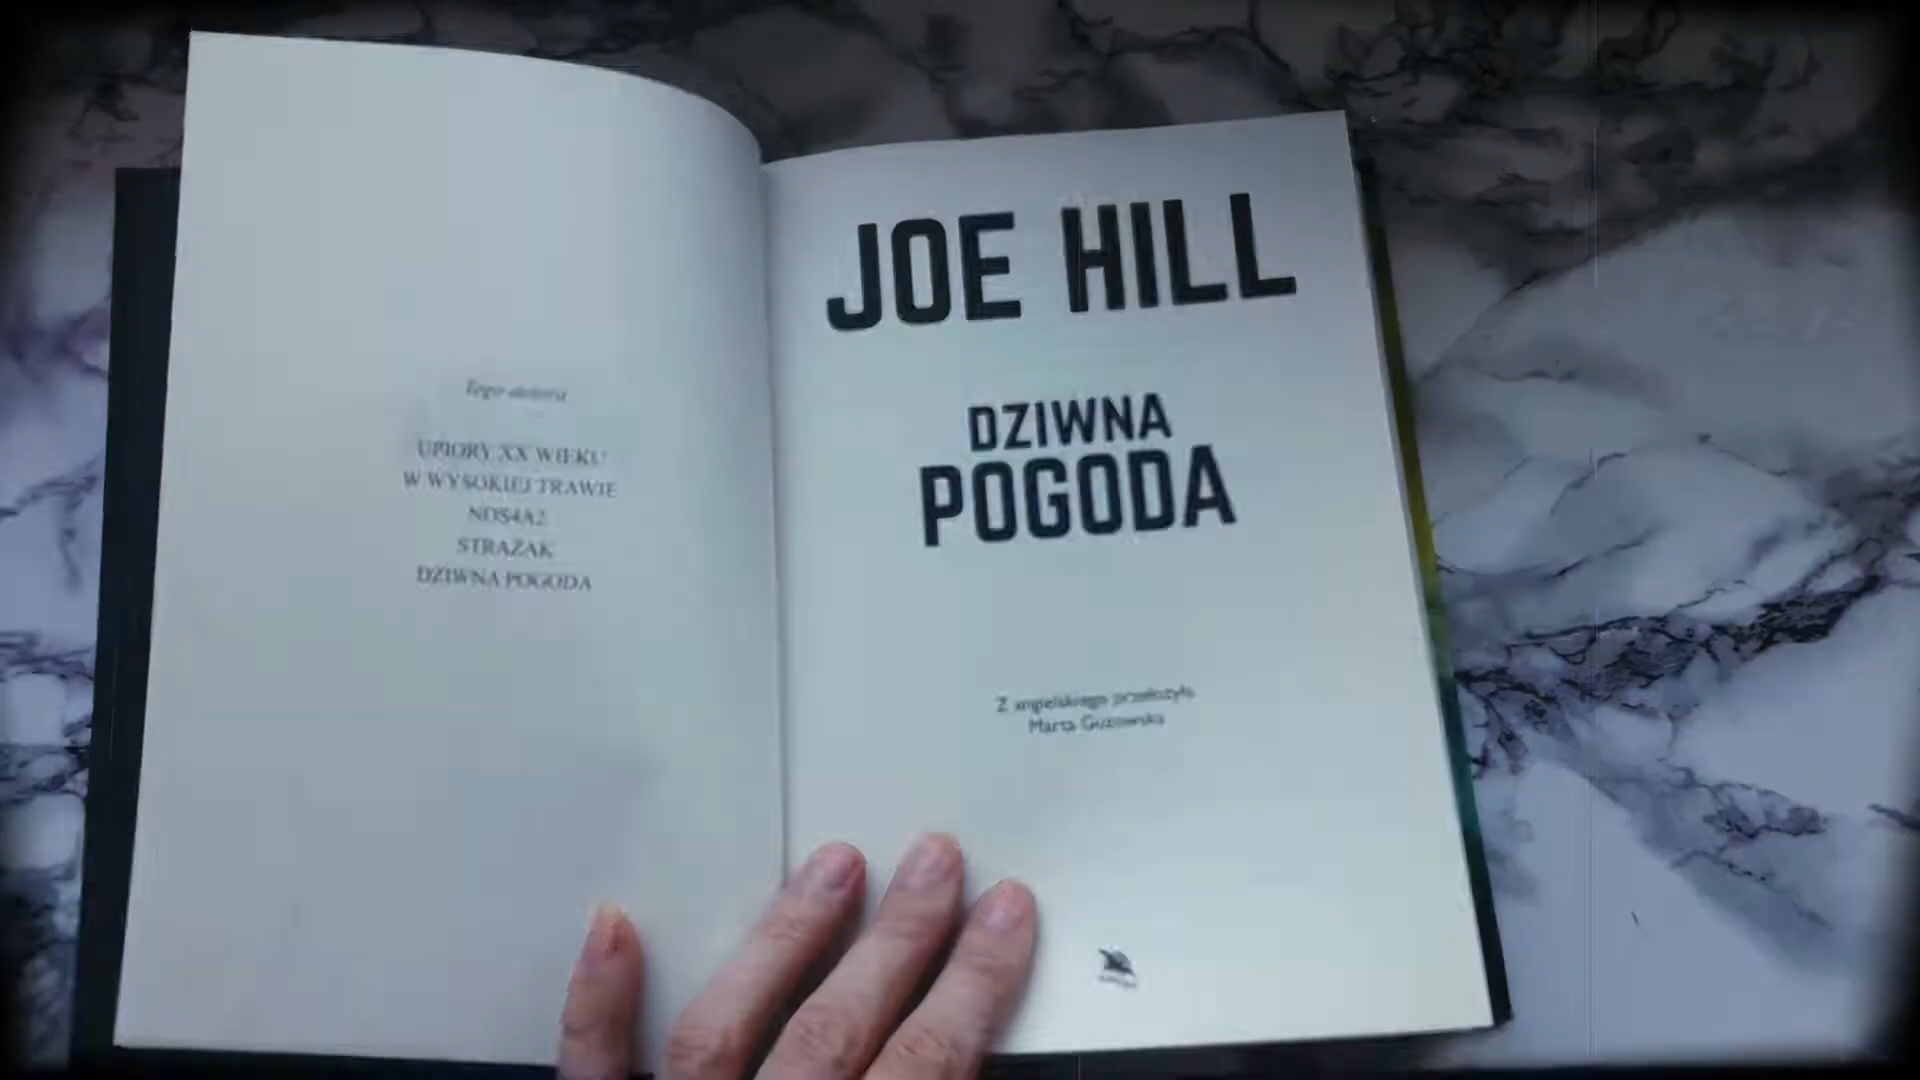 Tego autora
UPIORY XX WIEKU
W WYSOKIEJ TRAWIE
NOS4A2
STRAŻAK
DZIWNA POGODA
JOE HILL
DZIWNA
POGODA
Z angielskiego przełożyła
Marta Guzowska